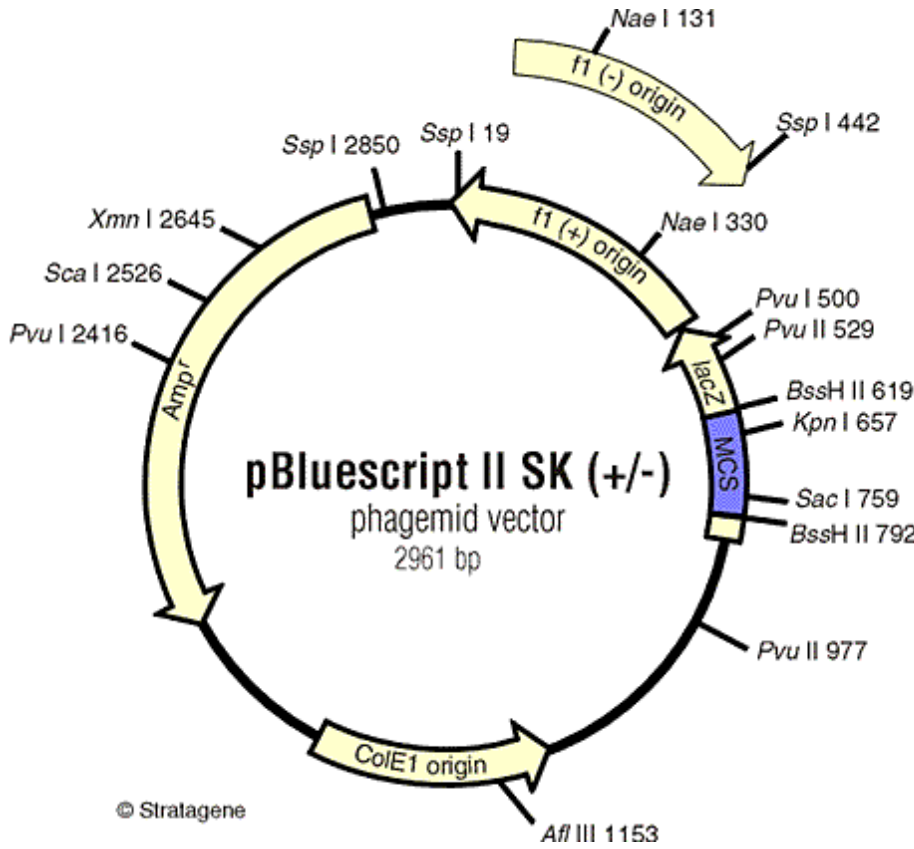 Nae I 131
f1 (-) origin
Ssp I 442
Ssp I 19
Ssp I 2850
f1 (+) origin
Nae I 330
Xmn I 2645
Sca I 2526
Pvu I 2416
Pvu I 500
Pvu II 529
lacZ
BssH II 619
Kpn I 657
Ampr
MCS
pBluescript II SK (+/-)
phagemid vector
2961 bp
Sac I 759
BssH II 792
Pvu II 977
ColE1 origin
© Stratagene
Afl III 1153